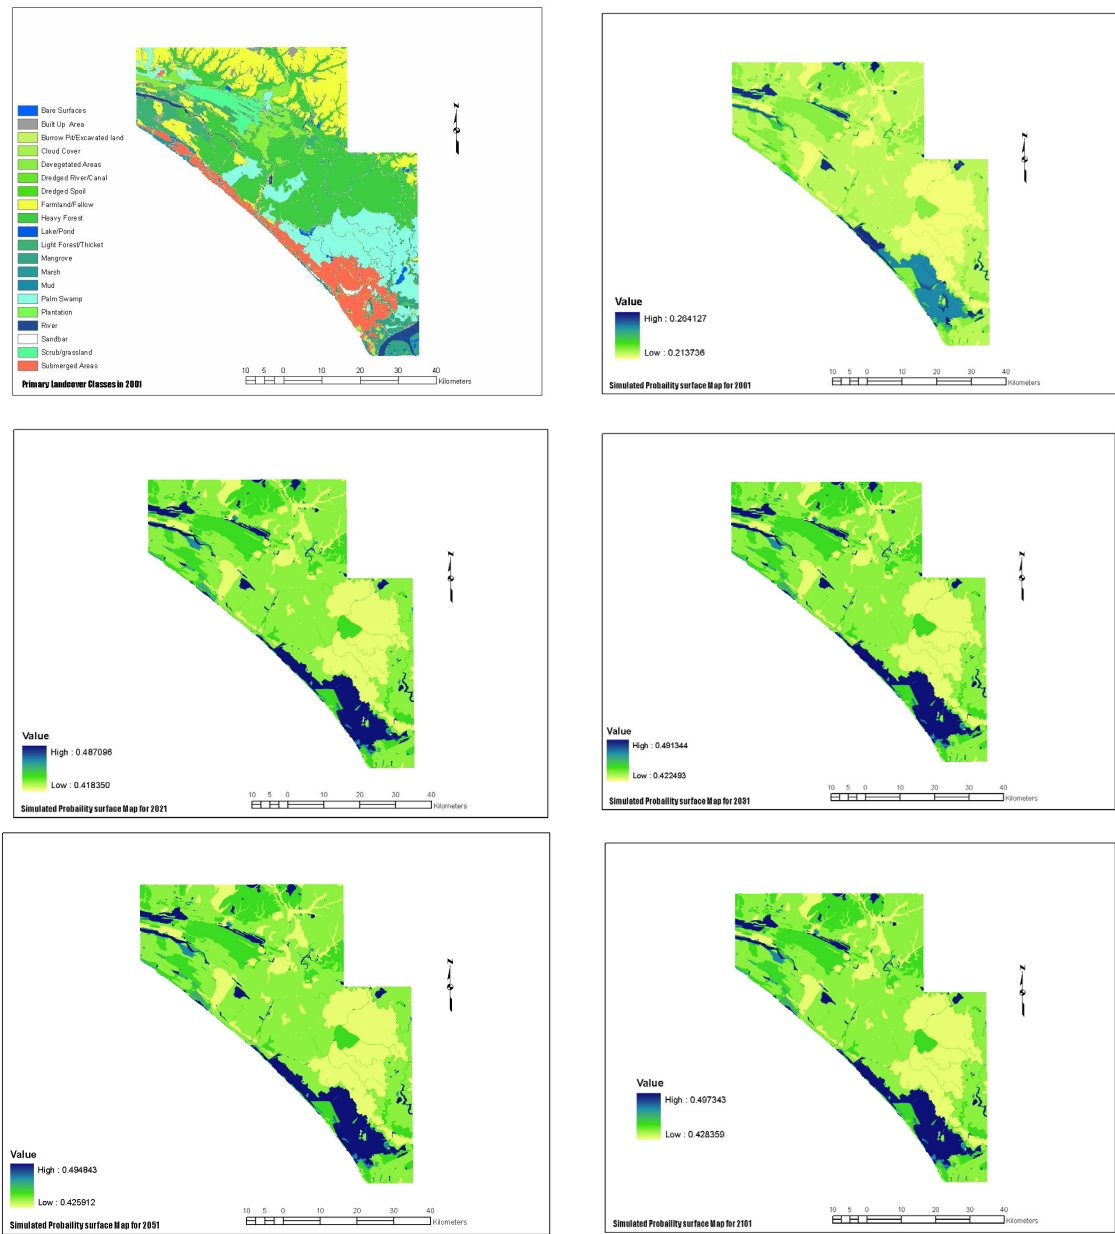 Bare Surfaces
Built Up Area
Burrow Pit/Excavated land
Cloud Cover
Devegetated Areas
Dredged River/Canal
Dredged Spoil
Farmland/Fallow
Heavy Forest
Lake/Pond
Light Forest/Thicket
Mangrove
Marsh
Mud
Palm Swamp
Plantation
River
Sandbar
Scrub/grassland
Submerged Areas
N
10 5 0 10 20 30 40
Kilometers
Primary Landcover Classes in 2001
N
Value
High : 0.264127
Low : 0.213736
10 5 0 10 20 30 40
Kilometers
Simulated Probaility surface Map for 2001
N
Value
High : 0.487096
Low : 0.418350
10 5 0 10 20 30 40
Kilometers
Simulated Probaility surface Map for 2021
N
Value
High : 0.491344
Low : 0.422493
10 5 0 10 20 30 40
Kilometers
Simulated Probaility surface Map for 2031
N
Value
High : 0.494843
Low : 0.425912
10 5 0 10 20 30 40
Kilometers
Simulated Probaility surface Map for 2051
N
Value
High : 0.497343
Low : 0.428359
10 5 0 10 20 30 40
Kilometers
Simulated Probaility surface Map for 2101